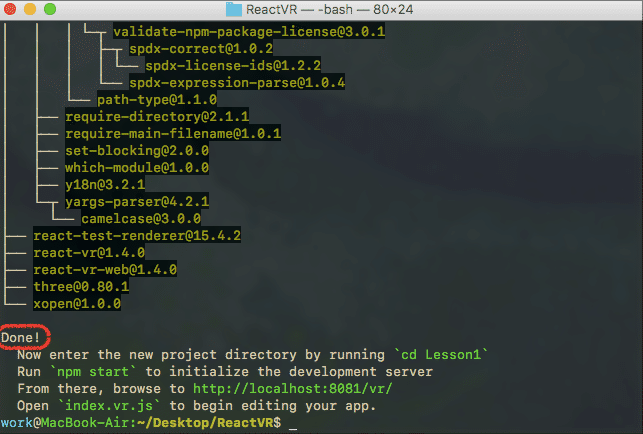 ReactVR — -bash — 80×24
validate-npm-package-license@3.0.1
spdx-correct@1.0.2
spdx-license-ids@1.2.2
spdx-expression-parse@1.0.4
path-type@1.1.0
require-directory@2.1.1
require-main-filename@1.0.1
set-blocking@2.0.0
which-module@1.0.0
y18n@3.2.1
yargs-parser@4.2.1
camelcase@3.0.0
react-test-renderer@15.4.2
react-vr@1.4.0
react-vr-web@1.4.0
three@0.80.1
xopen@1.0.0
Done!
Now enter the new project directory by running `cd Lesson1`
Run `npm start` to initialize the development server
From there, browse to http://localhost:8081/vr/
Open `index.vr.js` to begin editing your app.
work@MacBook-Air:~/Desktop/ReactVR$ _